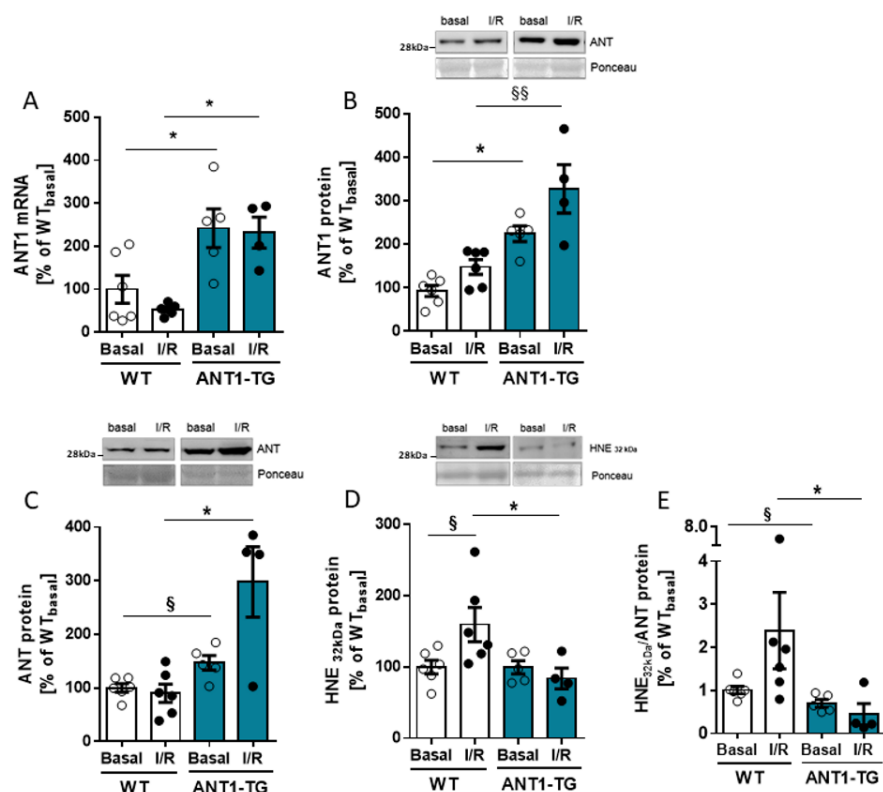 basal I/R basal I/R
28kDa ANT
Ponceau
A
ANT1 mRNA
[% of WTbasal]
500
400
300
200
100
0
*
*
Basal I/R Basal I/R
WT ANT1-TG
B
ANT1 protein
[% of WTbasal]
500
400
300
200
100
0
§§
*
Basal I/R Basal I/R
WT ANT1-TG
basal I/R basal I/R
28kDa ANT
Ponceau
C
ANT protein
[% of WTbasal]
400
300
200
100
0
*
§
Basal I/R Basal I/R
WT ANT1-TG
basal I/R basal I/R
28kDa HNE 32 kDa
Ponceau
D
HNE 32kDa protein
[% of WTbasal]
300
200
100
0
§
*
Basal I/R Basal I/R
WT ANT1-TG
E
HNE32kDa/ANT protein
[% of WTbasal]
8.0
4
2
0
*
§
Basal I/R Basal I/R
WT ANT1-TG